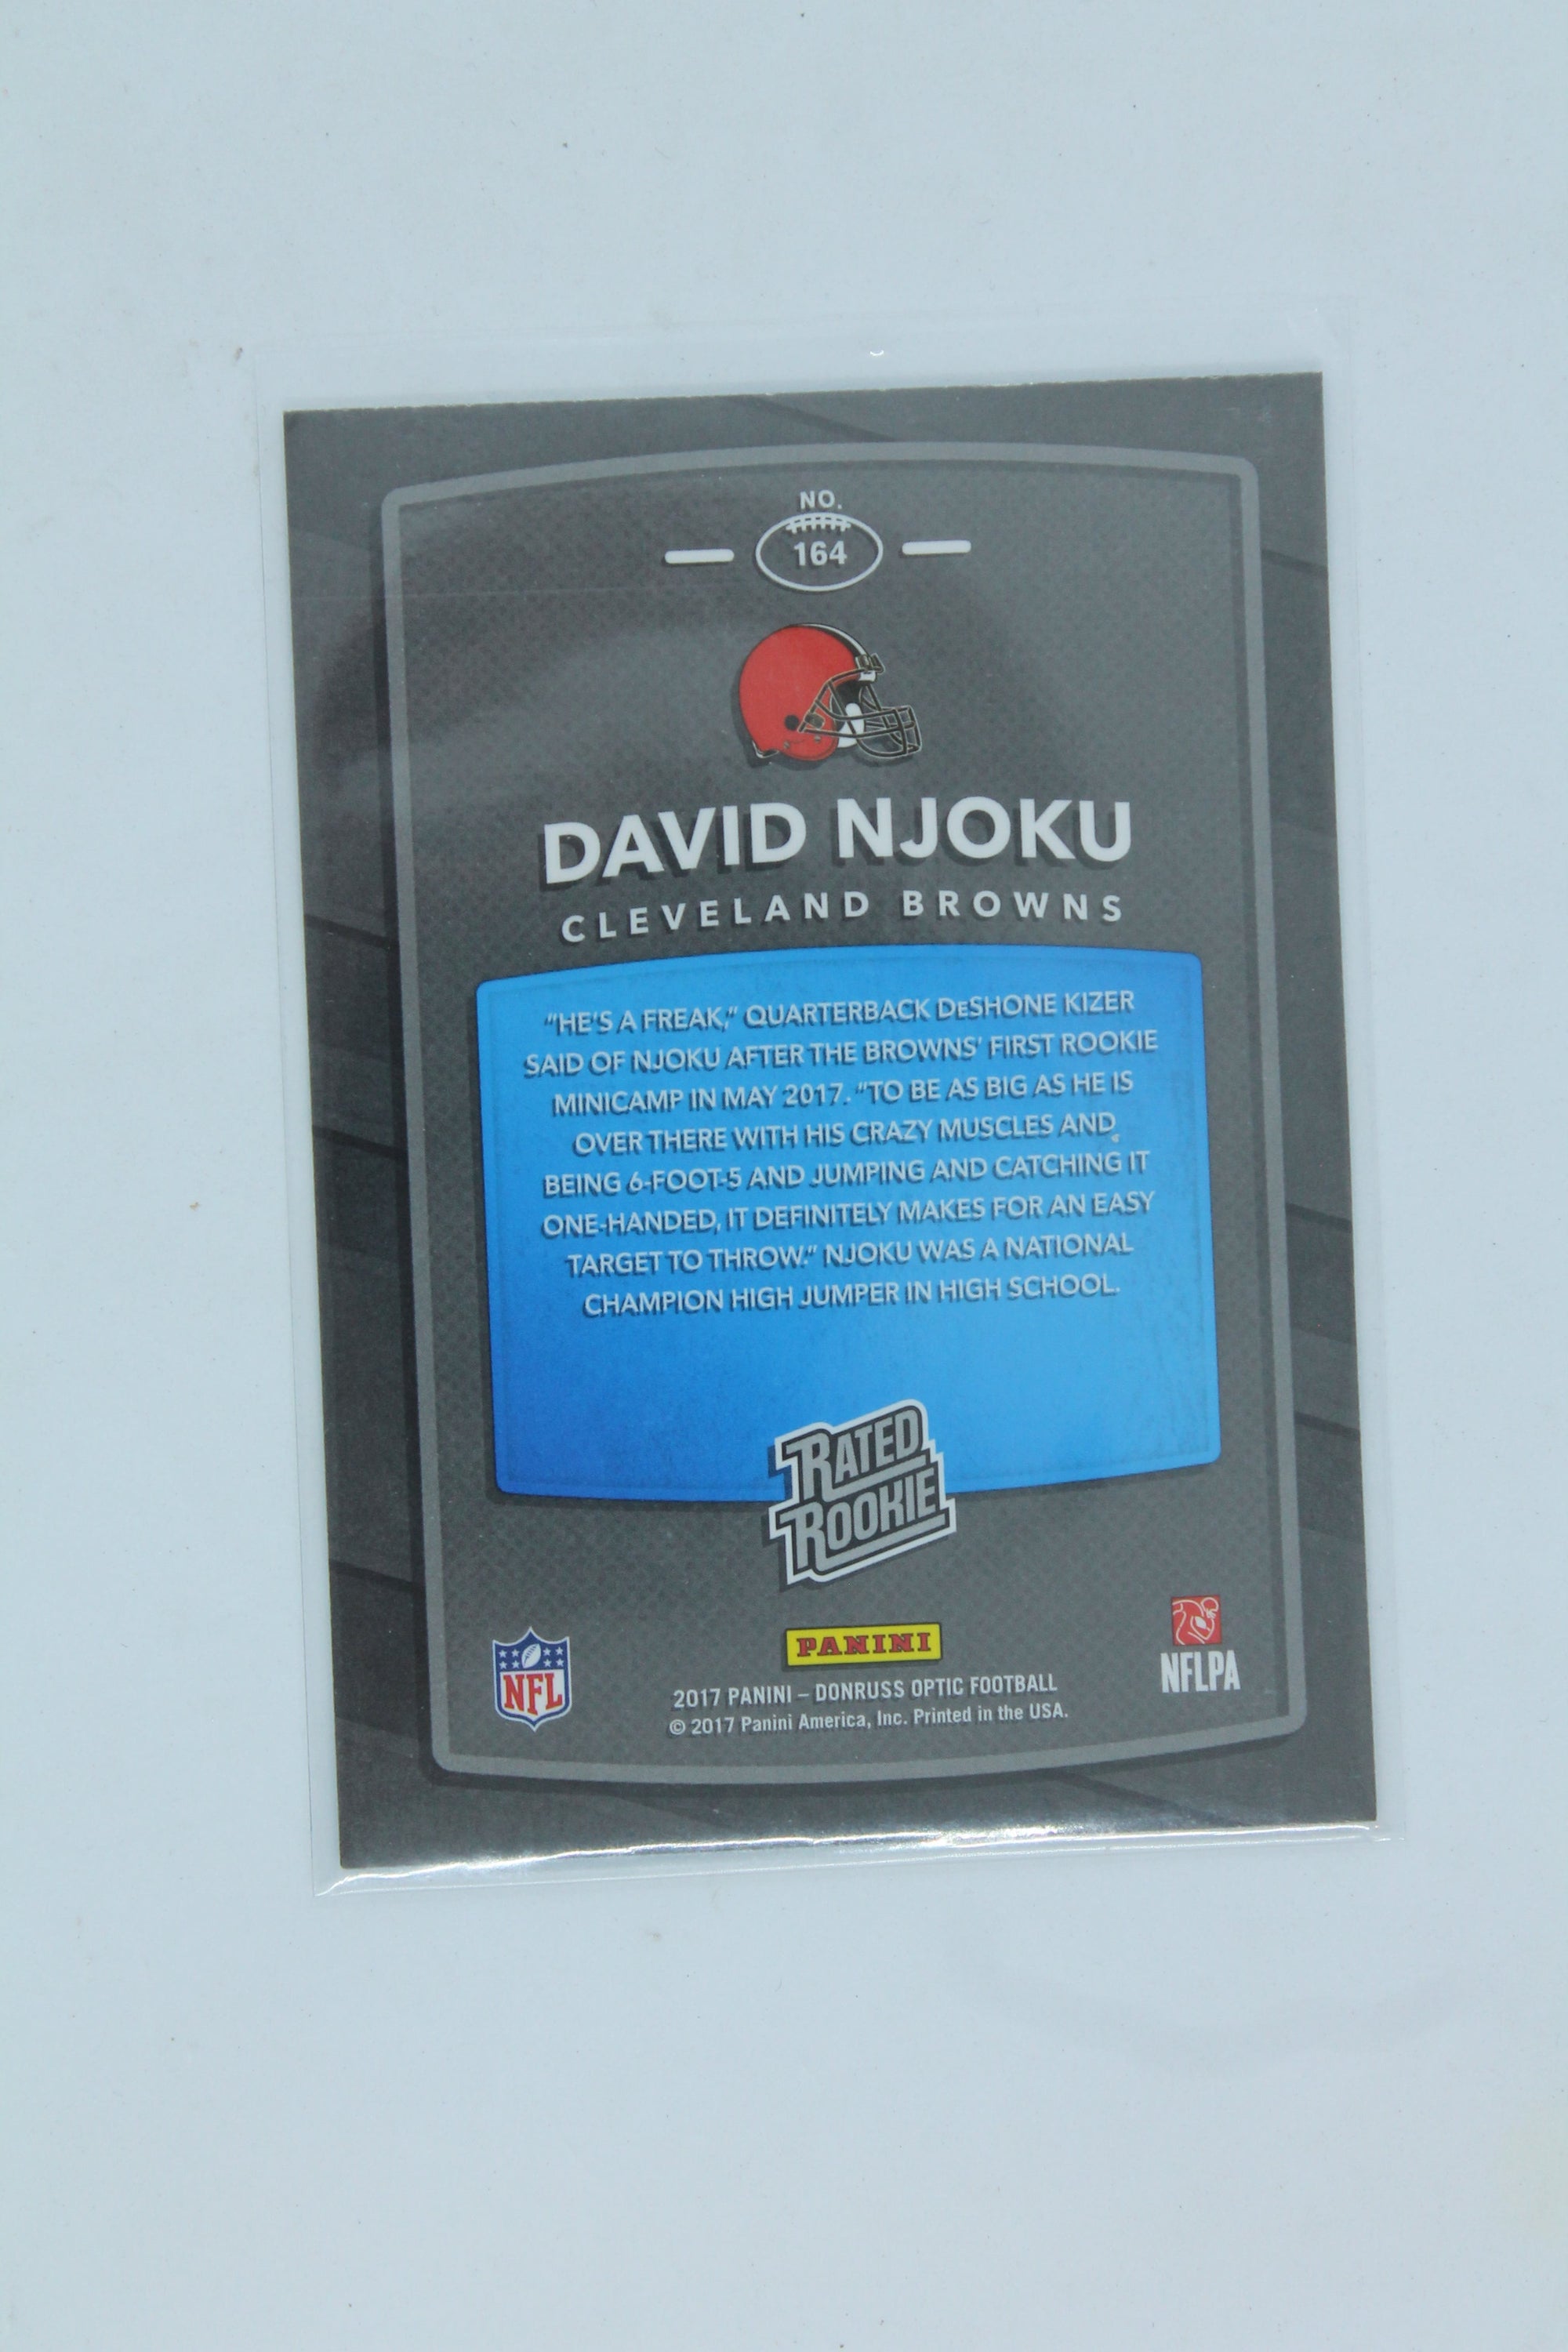 NO.
164
DAVID NJOKU
CLEVELAND BROWNS
"HE'S A FREAK," QUARTERBACK DeSHONE KIZER
SAID OF NJOKU AFTER THE BROWNS' FIRST ROOKIE
MINICAMP IN MAY 2017. "TO BE AS BIG AS HE IS
OVER THERE WITH HIS CRAZY MUSCLES AND
BEING 6-FOOT-5 AND JUMPING AND CATCHING IT
ONE-HANDED, IT DEFINITELY MAKES FOR AN EASY
TARGET TO THROW." NJOKU WAS A NATIONAL
CHAMPION HIGH JUMPER IN HIGH SCHOOL.
RATED
ROOKIE
NFL
PANINI
NFLPA
2017 PANINI – DONRUSS OPTIC FOOTBALL
© 2017 Panini America, Inc. Printed in the USA.